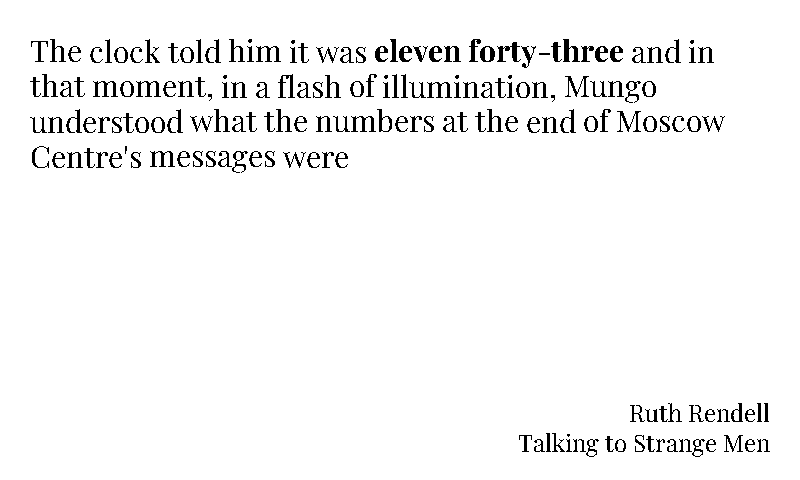 The clock told him it was eleven forty-three and in
that moment, in a flash of illumination, Mungo
understood what the numbers at the end of Moscow
Centre's messages were
Ruth Rendell
Talking to Strange Men